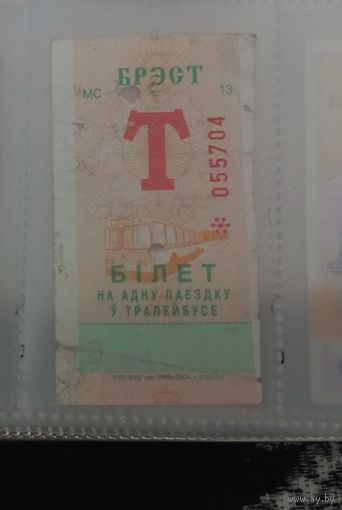 БРЭСТ
МС 13
Т
055704
БІЛЕТ
НА АДНУ ПАЕЗДКУ
Ў ТРАЛЕЙБУСЕ
www.ay.by